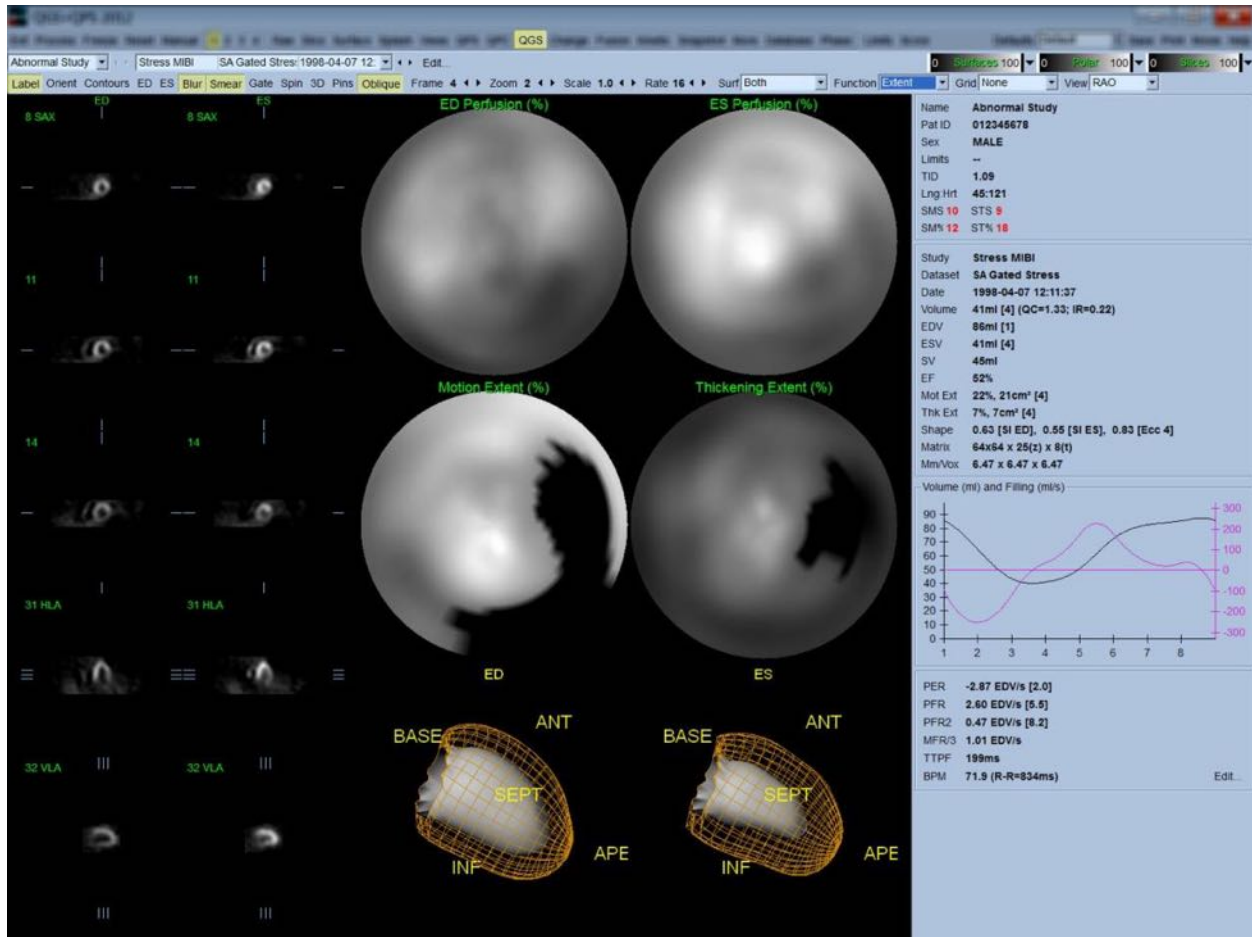 QGS+QPS 2012
QGS
Abnormal Study Stress MIBI SA Gated Stres: 1998-04-07 12: Edit... 0 Surfaces 100 0 Polar 100 0 Slices 100
Label Orient Contours ED ES Blur Smear Gate Spin 3D Pins Oblique Frame 4 Zoom 2 Scale 1.0 Rate 16 Surf Both Function Extent Grid None View RAO
ED ES
8 SAX 8 SAX
11 11
14 14
31 HLA 31 HLA
32 VLA 32 VLA
ED Perfusion (%) ES Perfusion (%)
Motion Extent (%) Thickening Extent (%)
ED ES
BASE ANT SEPT INF APE
BASE ANT SEPT INF APE
Name Abnormal Study
Pat ID 012345678
Sex MALE
Limits --
TID 1.09
Lng:Hrt 45:121
SMS 10 STS 9
SM% 12 ST% 18
Study Stress MIBI
Dataset SA Gated Stress
Date 1998-04-07 12:11:37
Volume 41ml [4] (QC=1.33; IR=0.22)
EDV 86ml [1]
ESV 41ml [4]
SV 45ml
EF 52%
Mot Ext 22%, 21cm² [4]
Thk Ext 7%, 7cm² [4]
Shape 0.63 [SI ED], 0.55 [SI ES], 0.83 [Ecc 4]
Matrix 64x64 x 25(z) x 8(t)
Mm/Vox 6.47 x 6.47 x 6.47
Volume (ml) and Filling (ml/s)
90 300
80 200
70 100
60 0
50 -100
40 -200
30 -300
20
10
0
1 2 3 4 5 6 7 8
PER -2.87 EDV/s [2.0]
PFR 2.60 EDV/s [5.5]
PFR2 0.47 EDV/s [8.2]
MFR/3 1.01 EDV/s
TTPF 199ms
BPM 71.9 (R-R=834ms) Edit...